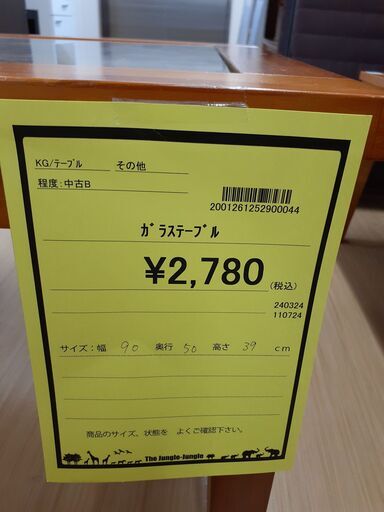 KG/ﾃｰﾌﾞﾙ その他
程度:中古B
2001261252900044
ｶﾞﾗｽﾃｰﾌﾞﾙ
¥2,780(税込)
240324
110724
サイズ:幅 90 奥行 50 高さ 39 cm
商品のサイズ、状態を よくご確認下さい。
The Jungle-Jungle